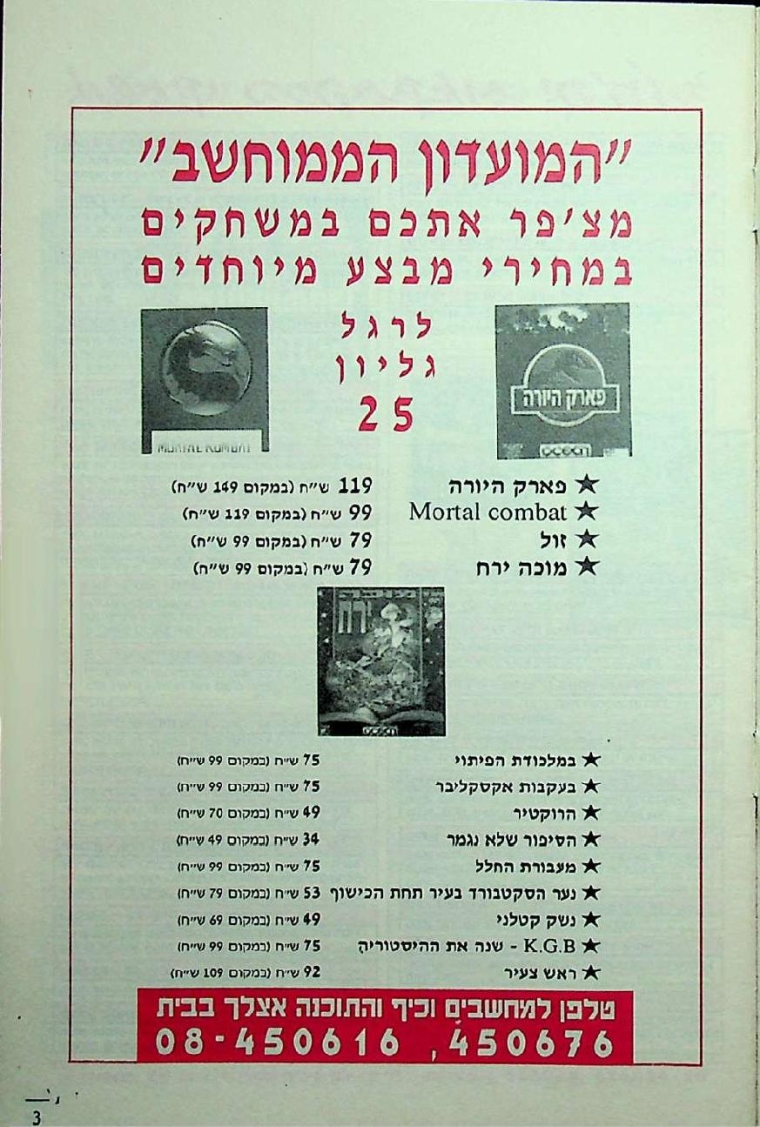 "המועדון הממוחשב"
מצ'פר אתכם במשחקים
במחירי מבצע מיוחדים
לרגל
גליון
25
פארק היורה
ocean
MORTAL KOMBAT
★ פארק היורה 119 ש"ח (במקום 149 ש"ח)
★ Mortal combat 99 ש"ח (במקום 119 ש"ח)
★ זול 79 ש"ח (במקום 99 ש"ח)
★ מוכה ירח 79 ש"ח (במקום 99 ש"ח)
מוכה
ירח
ocean
★ במלכודת הפיתוי 75 ש"ח (במקום 99 ש"ח)
★ בעקבות אקסקליבר 75 ש"ח (במקום 99 ש"ח)
★ הרוקטיר 49 ש"ח (במקום 70 ש"ח)
★ הסיפור שלא נגמר 34 ש"ח (במקום 49 ש"ח)
★ מעבורת החלל 75 ש"ח (במקום 99 ש"ח)
★ נער הסקטבורד בעיר תחת הכישוף 53 ש"ח (במקום 79 ש"ח)
★ נשק קטלני 49 ש"ח (במקום 69 ש"ח)
★ K.G.B - שנה את ההיסטוריה 75 ש"ח (במקום 99 ש"ח)
★ ראש צעיר 92 ש"ח (במקום 109 ש"ח)
טלפן למחשבים וכיף והתוכנה אצלך בבית
08-450616, 450676
3